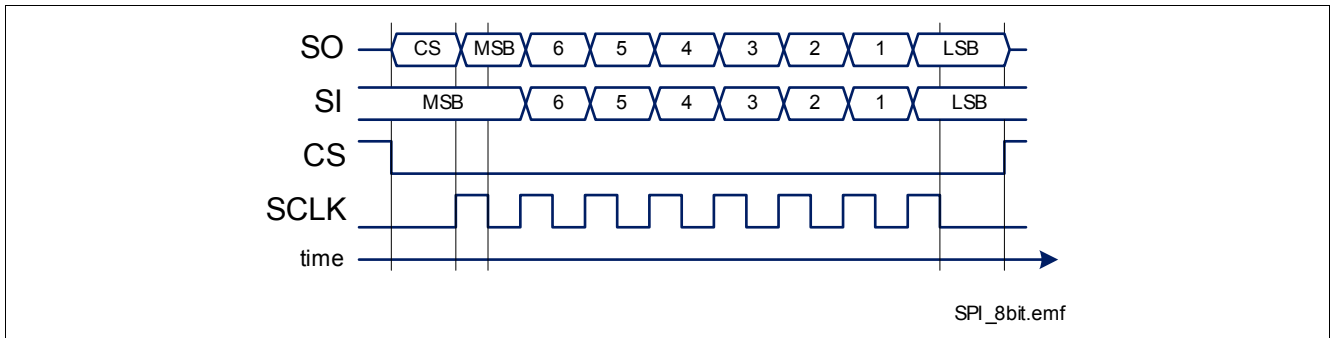 SO CS MSB 6 5 4 3 2 1 LSB
SI MSB 6 5 4 3 2 1 LSB
CS
SCLK
time
SPI_8bit.emf